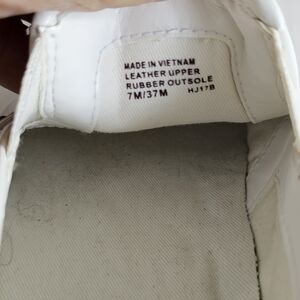 MADE IN VIETNAM
LEATHER UPPER
RUBBER OUTSOLE
7M/37M HJ17B